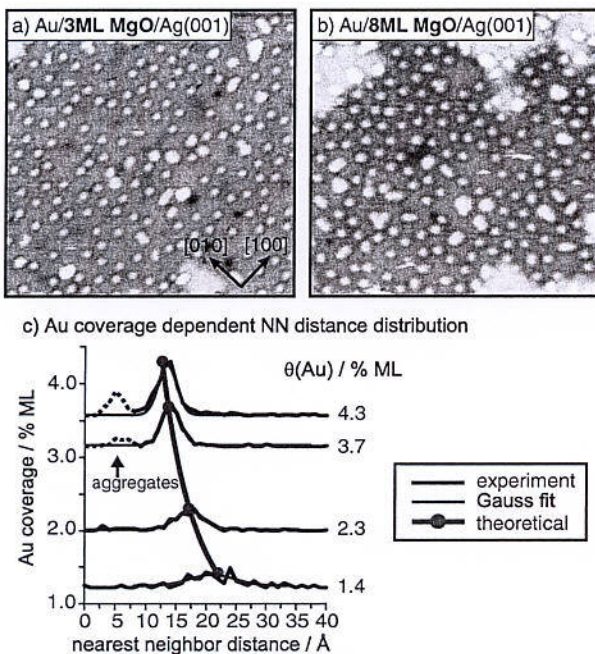 a) Au/3ML MgO/Ag(001)
b) Au/8ML MgO/Ag(001)
[010]
[100]
c) Au coverage dependent NN distance distribution
Au coverage / % ML
4.0
3.0
2.0
1.0
θ(Au) / % ML
4.3
3.7
2.3
1.4
aggregates
experiment
Gauss fit
theoretical
0 5 10 15 20 25 30 35 40
nearest neighbor distance / Å